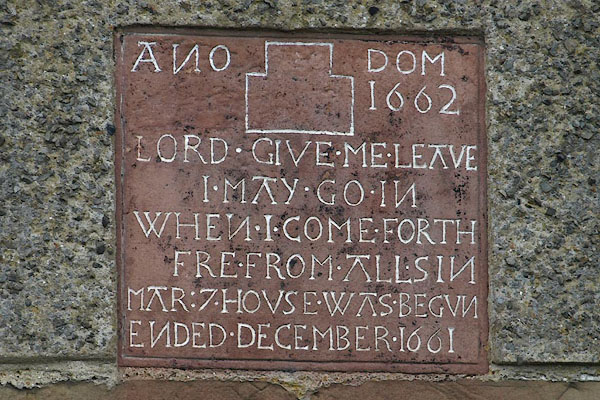 ANO DOM
1662
LORD · GIVE · ME · LEAVE
I · MAY · GO · IN
WHEN · I · COME · FORTH
FRE · FROM · ALL · SIN
MAR : 7 · HOVSE · WAS · BEGUN
ENDED · DECEMBER · 1661